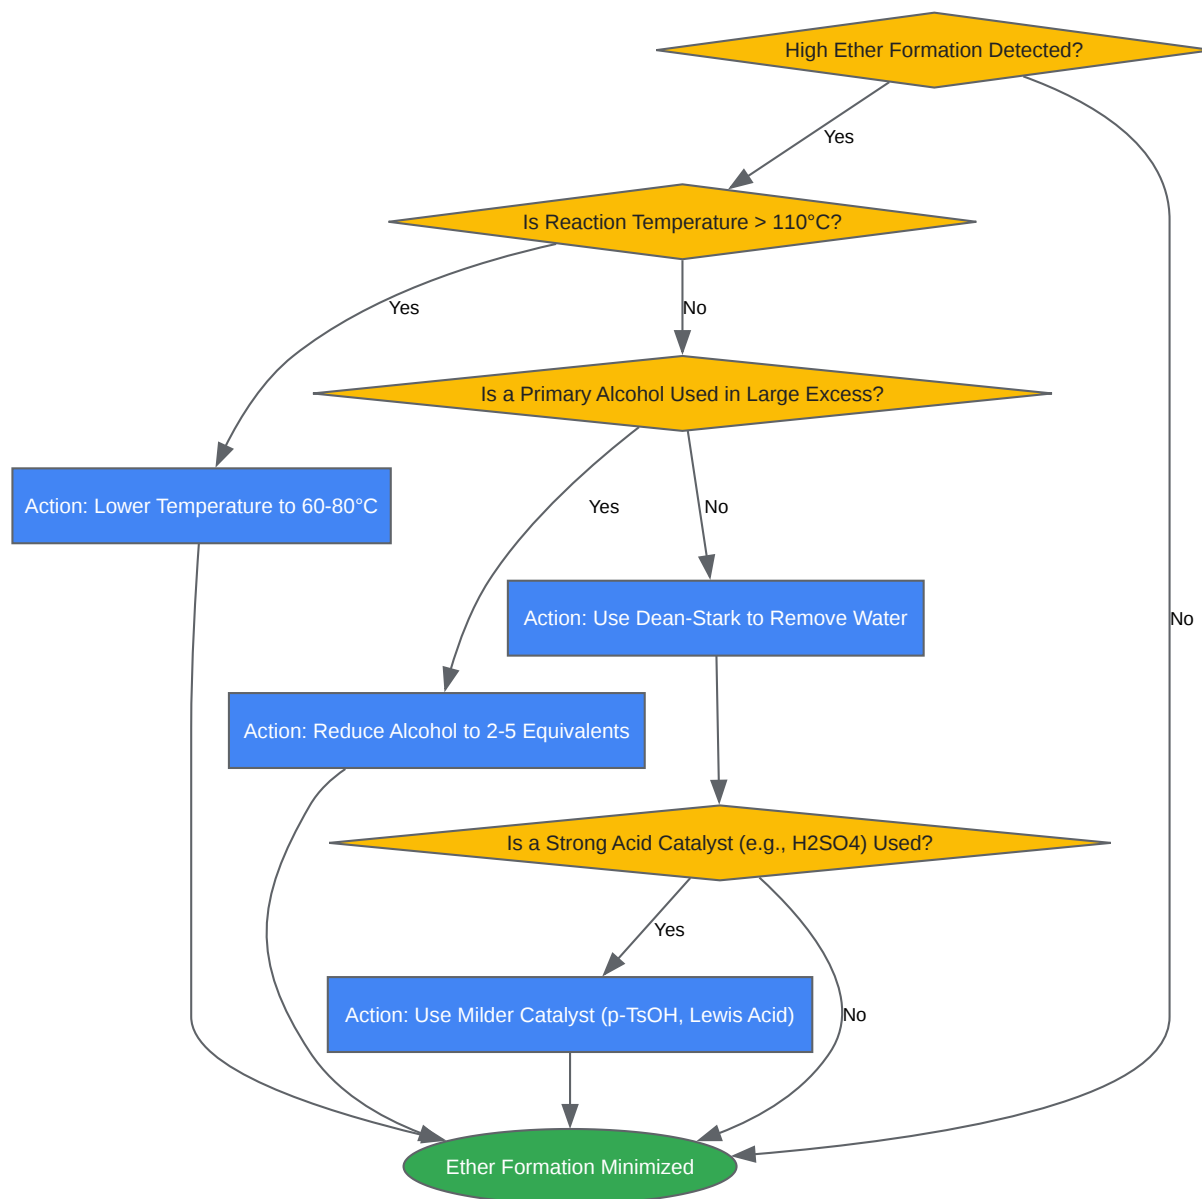 High Ether Formation Detected?
Yes
Is Reaction Temperature > 110°C?
Yes
No
Is a Primary Alcohol Used in Large Excess?
Action: Lower Temperature to 60-80°C
Yes
No
Action: Use Dean-Stark to Remove Water
No
Action: Reduce Alcohol to 2-5 Equivalents
Is a Strong Acid Catalyst (e.g., H2SO4) Used?
Yes
Action: Use Milder Catalyst (p-TsOH, Lewis Acid)
No
Ether Formation Minimized